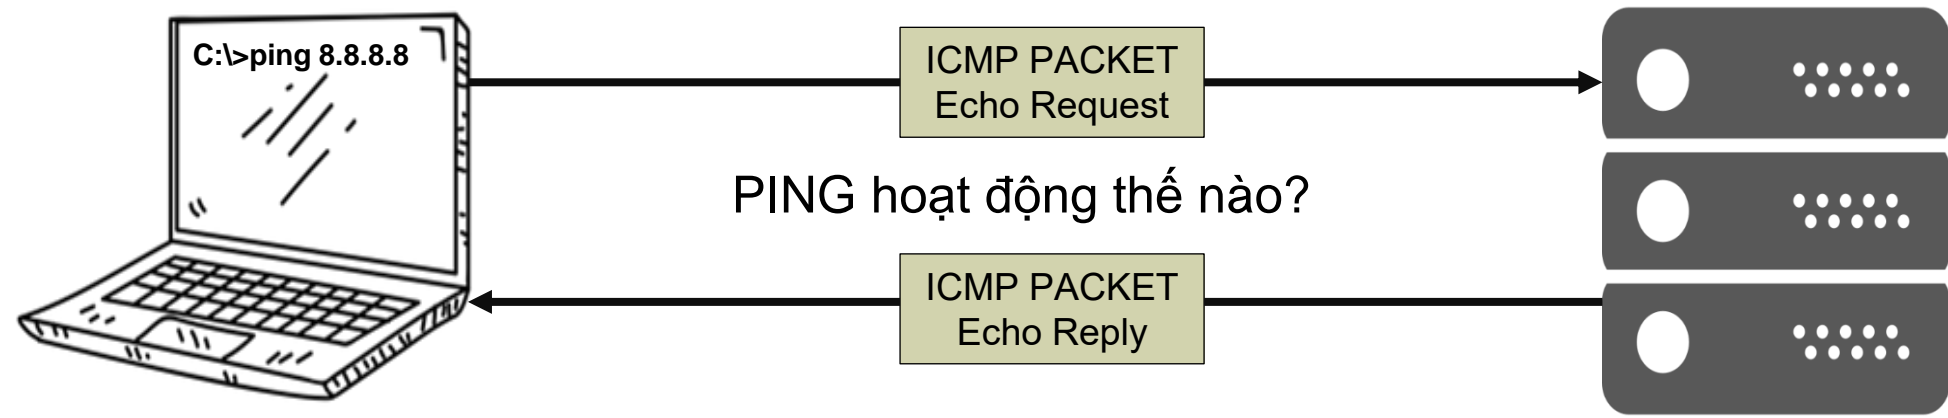 C:\>ping 8.8.8.8
ICMP PACKET
Echo Request
PING hoạt động thế nào?
ICMP PACKET
Echo Reply